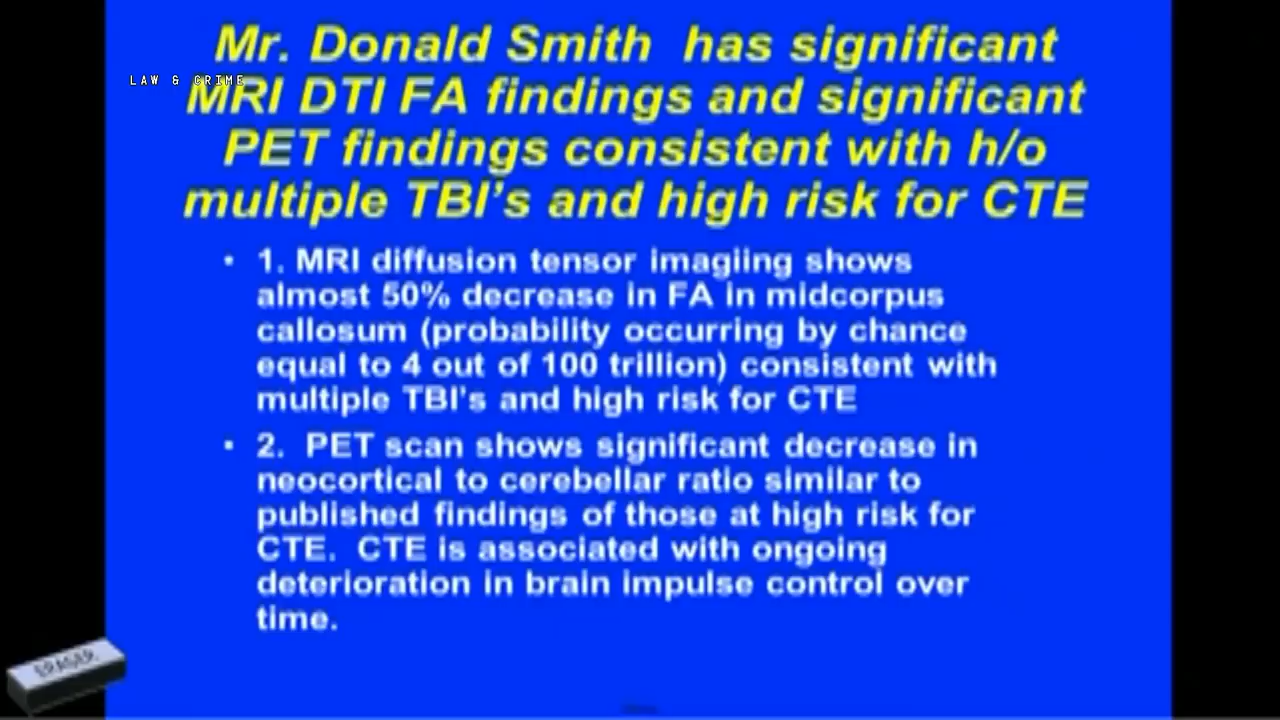 Mr. Donald Smith has significant
LAW & CRIME
MRI DTI FA findings and significant
PET findings consistent with h/o
multiple TBI's and high risk for CTE
• 1. MRI diffusion tensor imagiing shows
almost 50% decrease in FA in midcorpus
callosum (probability occurring by chance
equal to 4 out of 100 trillion) consistent with
multiple TBI's and high risk for CTE
• 2. PET scan shows significant decrease in
neocortical to cerebellar ratio similar to
published findings of those at high risk for
CTE. CTE is associated with ongoing
deterioration in brain impulse control over
time.
ERASER